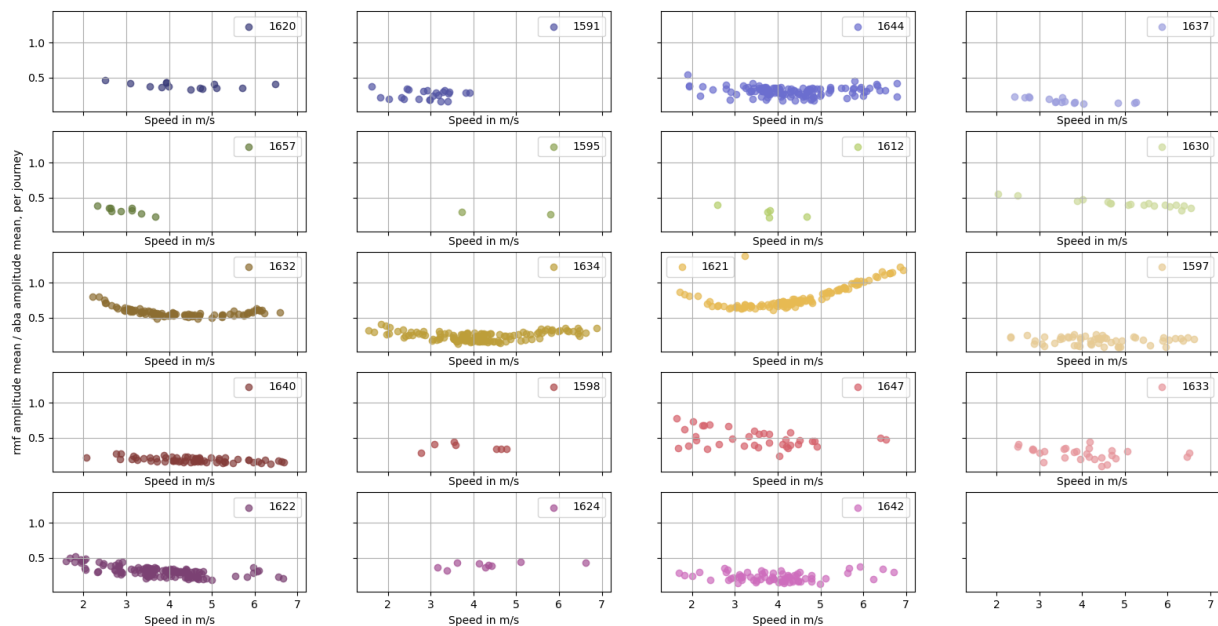 1620
1591
1644
1637
1.0
0.5
Speed in m/s
Speed in m/s
Speed in m/s
Speed in m/s
1657
1595
1612
1630
1.0
0.5
Speed in m/s
Speed in m/s
Speed in m/s
Speed in m/s
rmf amplitude mean / aba amplitude mean, per journey
1632
1634
1621
1597
1.0
0.5
Speed in m/s
Speed in m/s
Speed in m/s
Speed in m/s
1640
1598
1647
1633
1.0
0.5
Speed in m/s
Speed in m/s
Speed in m/s
Speed in m/s
1622
1624
1642
1.0
0.5
2 3 4 5 6 7
2 3 4 5 6 7
2 3 4 5 6 7
2 3 4 5 6 7
Speed in m/s
Speed in m/s
Speed in m/s